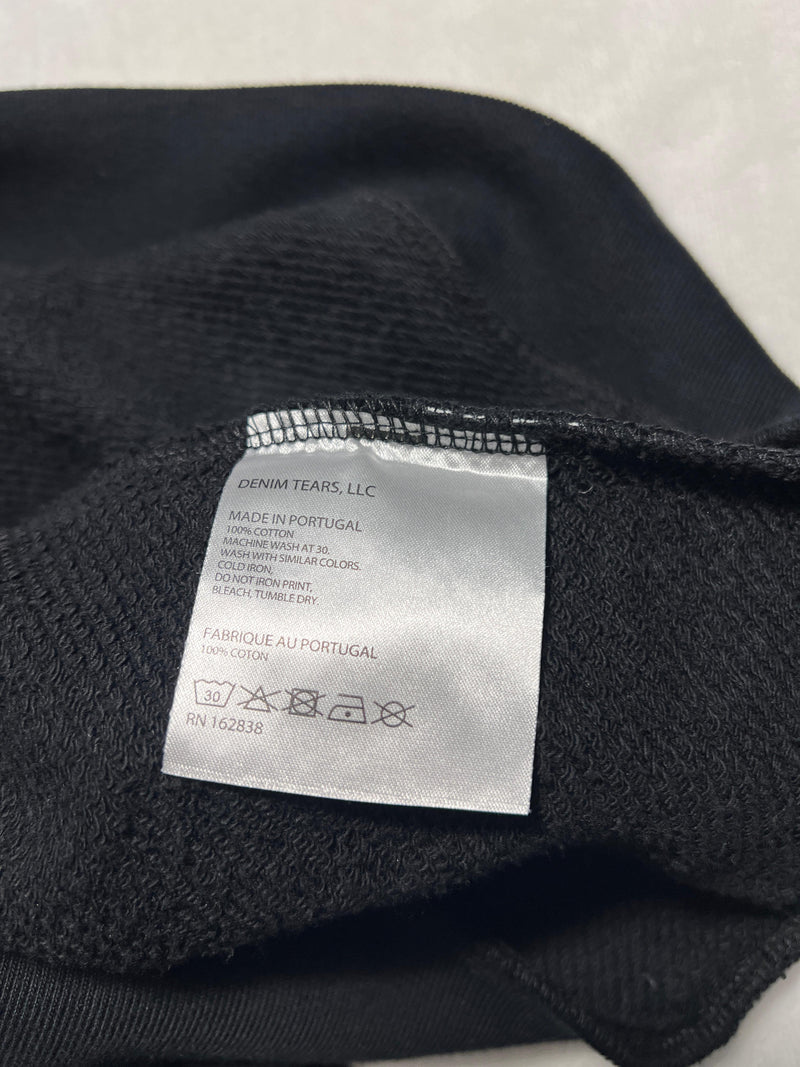 DENIM TEARS, LLC
MADE IN PORTUGAL
100% COTTON
MACHINE WASH AT 30.
WASH WITH SIMILAR COLORS.
COLD IRON,
DO NOT IRON PRINT,
BLEACH, TUMBLE DRY.
FABRIQUE AU PORTUGAL
100% COTON
30
RN 162838